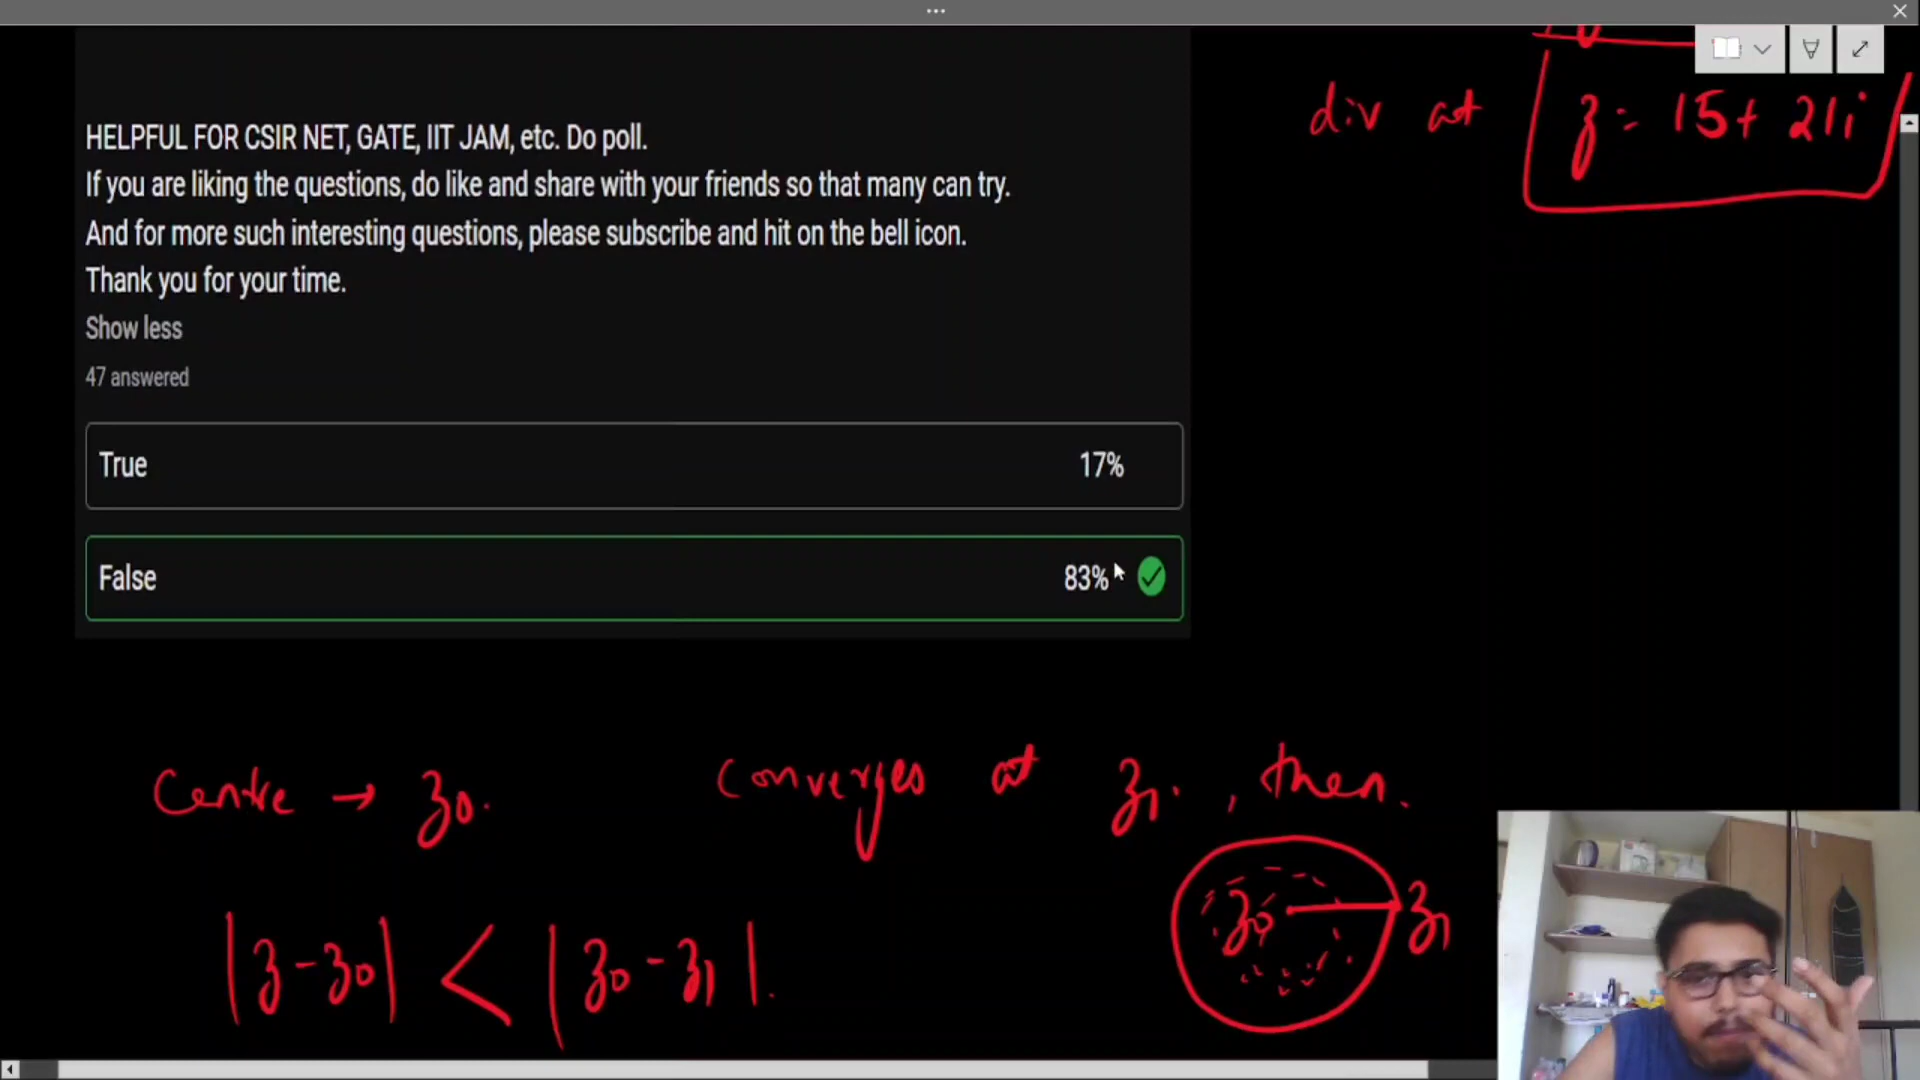 HELPFUL FOR CSIR NET, GATE, IIT JAM, etc. Do poll.
If you are liking the questions, do like and share with your friends so that many can try.
And for more such interesting questions, please subscribe and hit on the bell icon.
Thank you for your time.
Show less
47 answered
True 17%
False 83%
div at z = 15 + 21i
Centre → z0. converges at z1. , then.
z0 z1
|z - z0| < |z0 - z1|.